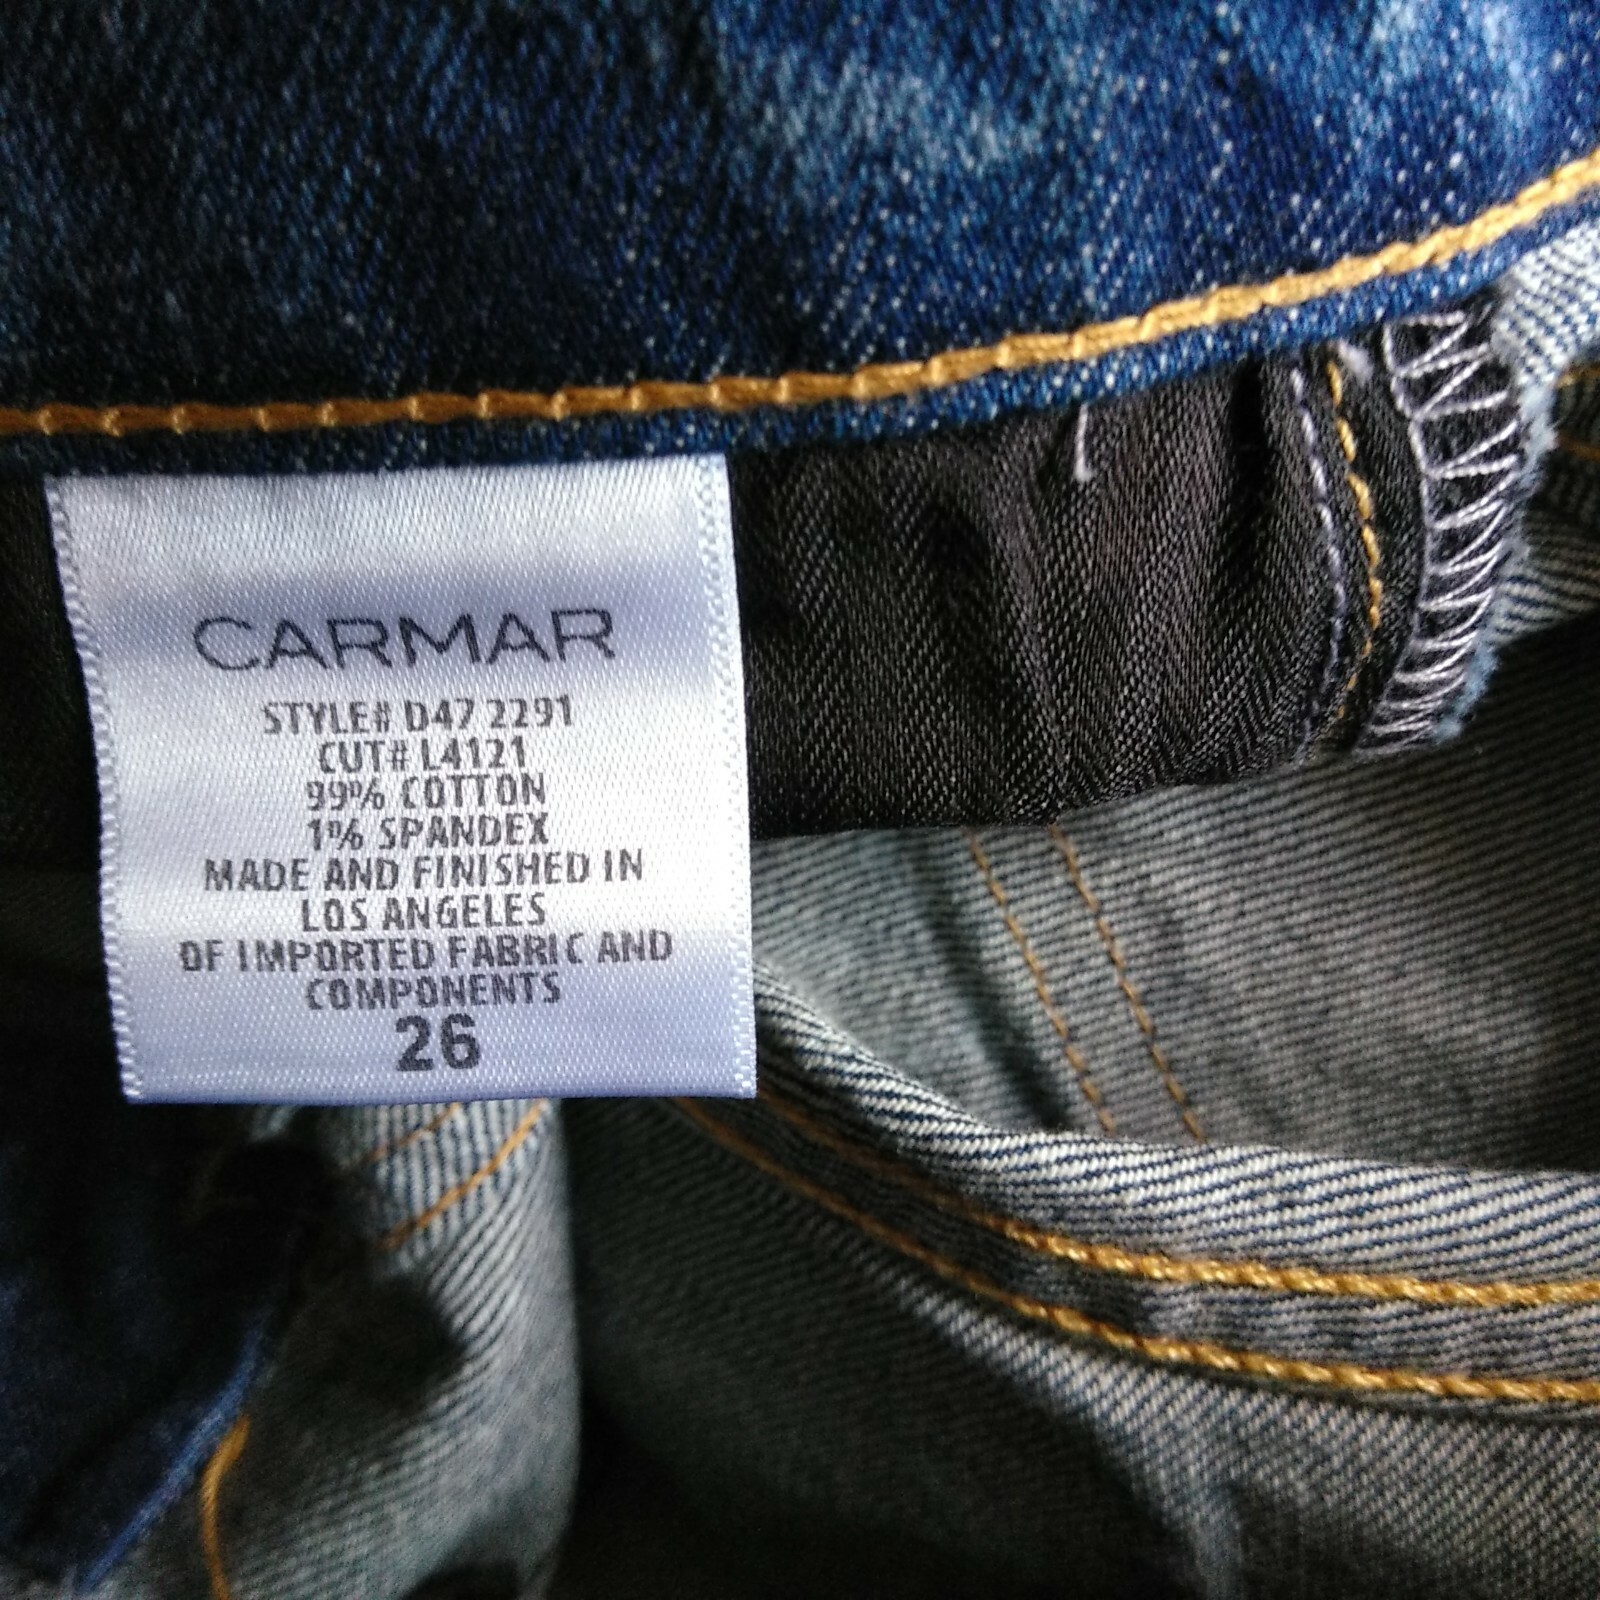 CARMAR
STYLE# D47 2291
CUT# L4121
99% COTTON
1% SPANDEX
MADE AND FINISHED IN
LOS ANGELES
OF IMPORTED FABRIC AND
COMPONENTS
26